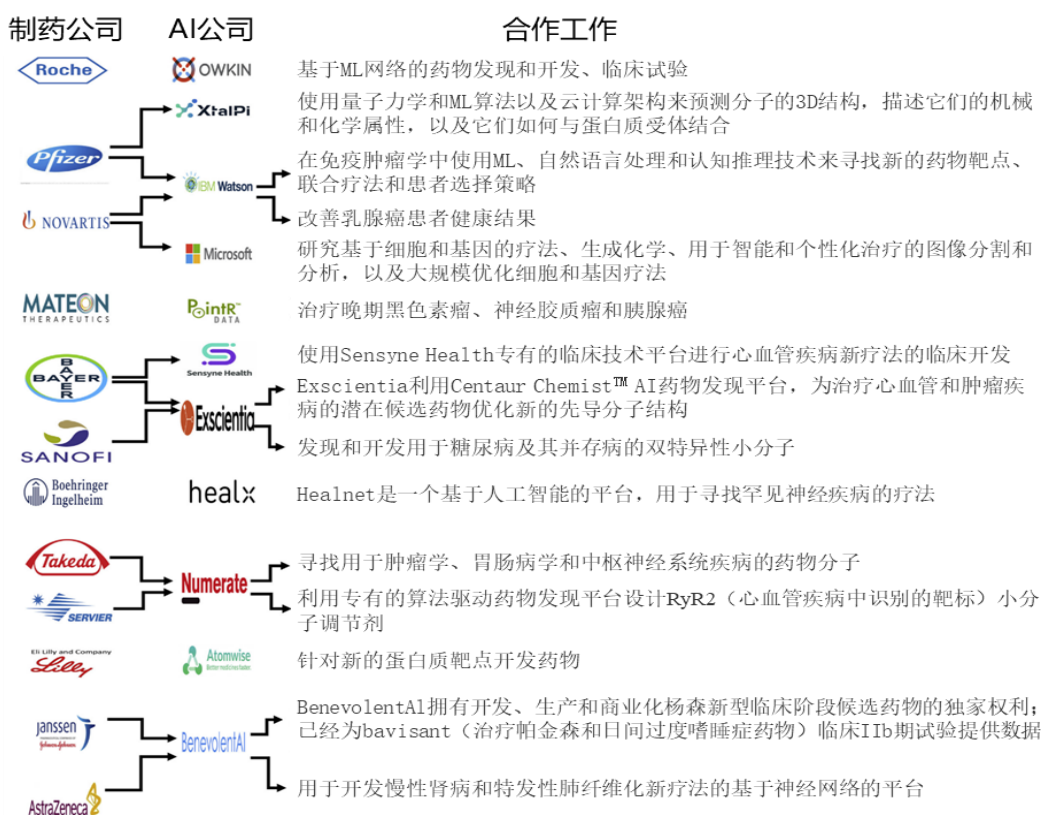 制药公司 AI公司 合作工作
Roche OWKIN 基于ML网络的药物发现和开发、临床试验
XtalPi 使用量子力学和ML算法以及云计算架构来预测分子的3D结构，描述它们的机械
和化学属性，以及它们如何与蛋白质受体结合
Pfizer
IBM Watson 在免疫肿瘤学中使用ML、自然语言处理和认知推理技术来寻找新的药物靶点、
联合疗法和患者选择策略
NOVARTIS 改善乳腺癌患者健康结果
Microsoft 研究基于细胞和基因的疗法、生成化学、用于智能和个性化治疗的图像分割和
分析，以及大规模优化细胞和基因疗法
MATEON
THERAPEUTICS
PointR™
DATA
治疗晚期黑色素瘤、神经胶质瘤和胰腺癌
BAYER
BAYER
Sensyne Health 使用Sensyne Health专有的临床技术平台进行心血管疾病新疗法的临床开发
Exscientia Exscientia利用Centaur Chemist™ AI药物发现平台，为治疗心血管和肿瘤疾
病的潜在候选药物优化新的先导分子结构
SANOFI 发现和开发用于糖尿病及其并存病的双特异性小分子
Boehringer
Ingelheim
healx Healnet是一个基于人工智能的平台，用于寻找罕见神经疾病的疗法
Takeda Numerate 寻找用于肿瘤学、胃肠病学和中枢神经系统疾病的药物分子
SERVIER 利用专有的算法驱动药物发现平台设计RyR2（心血管疾病中识别的靶标）小分
子调节剂
Eli Lilly and Company
Lilly
Atomwise
Better medicines faster
针对新的蛋白质靶点开发药物
janssen
Johnson & Johnson
BenevolentAI BenevolentAl拥有开发、生产和商业化杨森新型临床阶段候选药物的独家权利；
已经为bavisant（治疗帕金森和日间过度嗜睡症药物）临床IIb期试验提供数据
AstraZeneca 用于开发慢性肾病和特发性肺纤维化新疗法的基于神经网络的平台